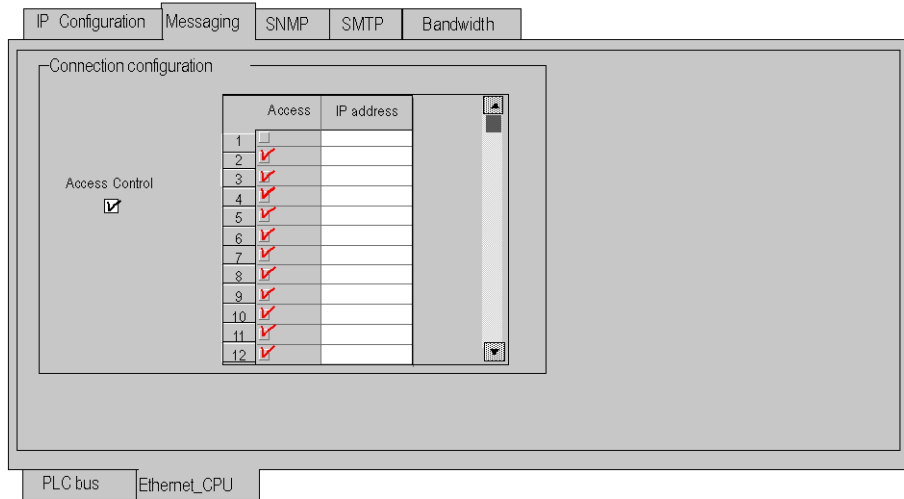 IP Configuration Messaging SNMP SMTP Bandwidth
Connection configuration
Access IP address
1
2
3
Access Control
4
5
6
7
8
9
10
11
12
PLC bus Ethernet_CPU